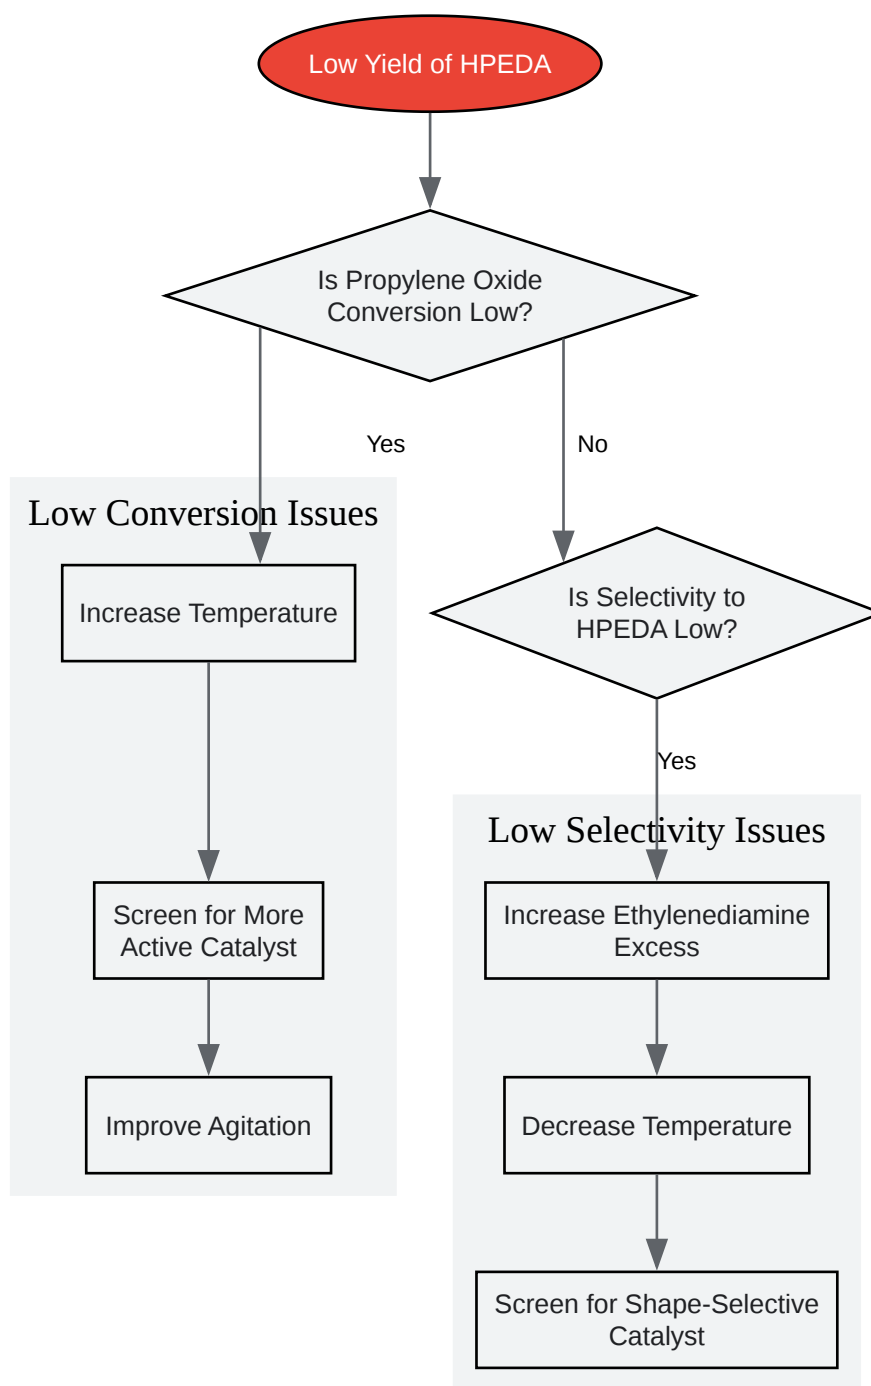 Low Yield of HPEDA
Is Propylene Oxide
Conversion Low?
Yes
No
Low Conversion Issues
Increase Temperature
Is Selectivity to
HPEDA Low?
Yes
Low Selectivity Issues
Screen for More
Active Catalyst
Increase Ethylenediamine
Excess
Improve Agitation
Decrease Temperature
Screen for Shape-Selective
Catalyst